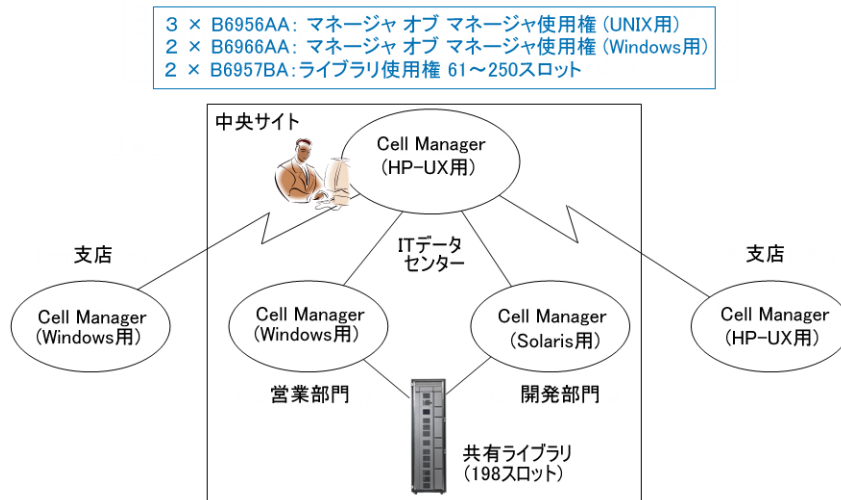 3 × B6956AA: マネージャ オブ マネージャ使用権 (UNIX用)
2 × B6966AA: マネージャ オブ マネージャ使用権 (Windows用)
2 × B6957BA:ライブラリ使用権 61～250スロット
中央サイト
Cell Manager
(HP-UX用)
ITデータ
センター
支店
支店
Cell Manager
(Windows用)
Cell Manager
(Windows用)
Cell Manager
(Solaris用)
Cell Manager
(HP-UX用)
営業部門
開発部門
共有ライブラリ
(198スロット)